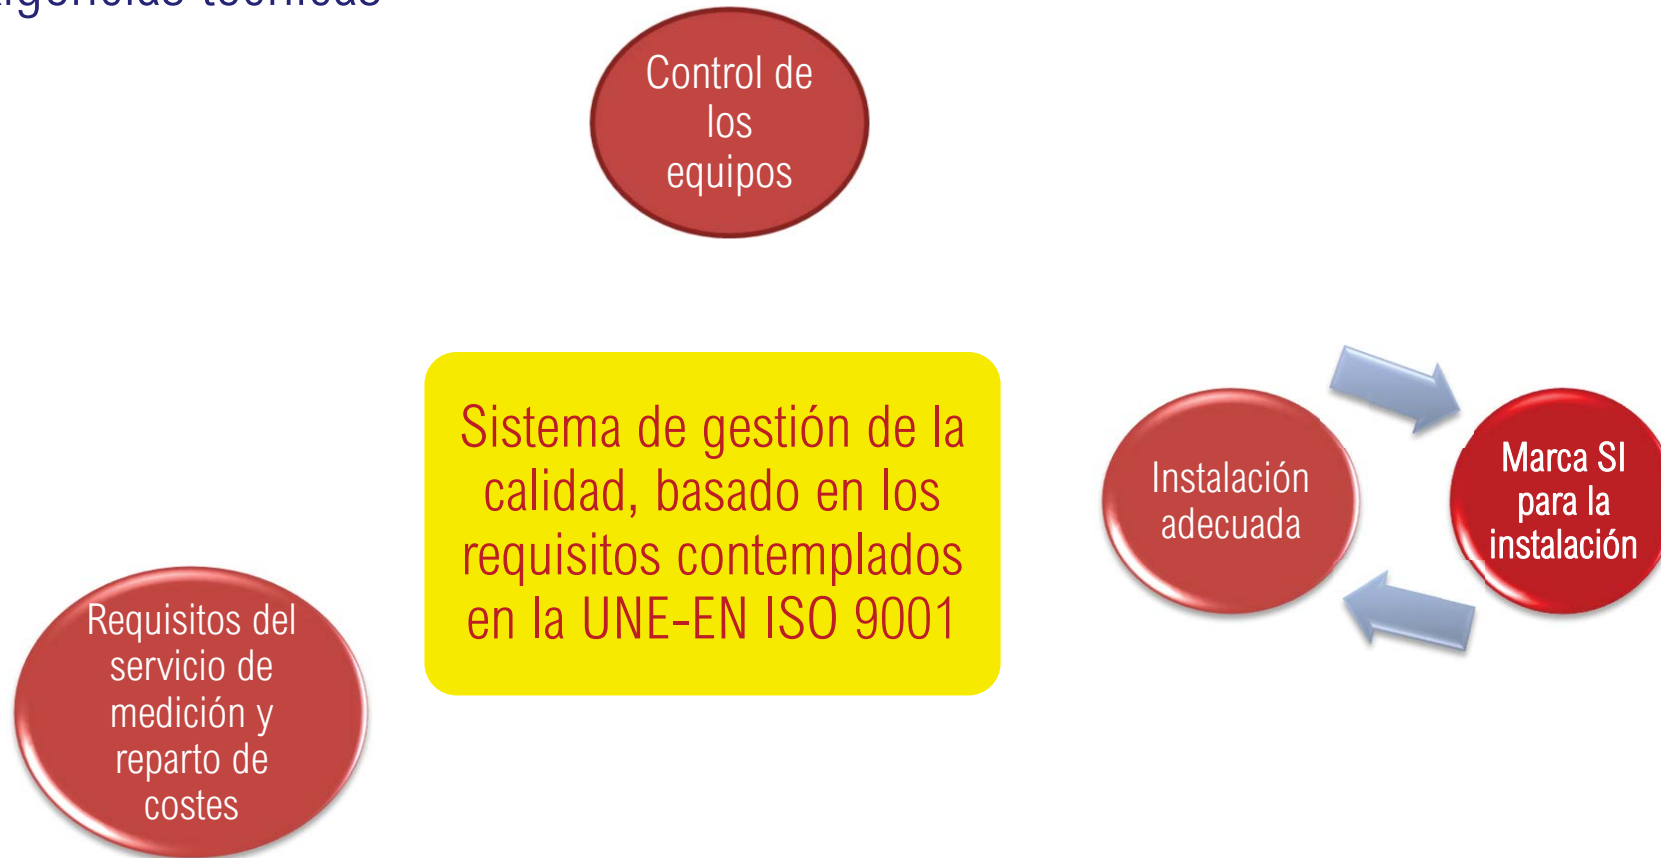 técnicas
Control de
los
equipos
Sistema de gestión de la
calidad, basado en los
requisitos contemplados
en la UNE-EN ISO 9001
Instalación
adecuada
Marca SI
para la
instalación
Requisitos del
servicio de
medición y
reparto de
costes